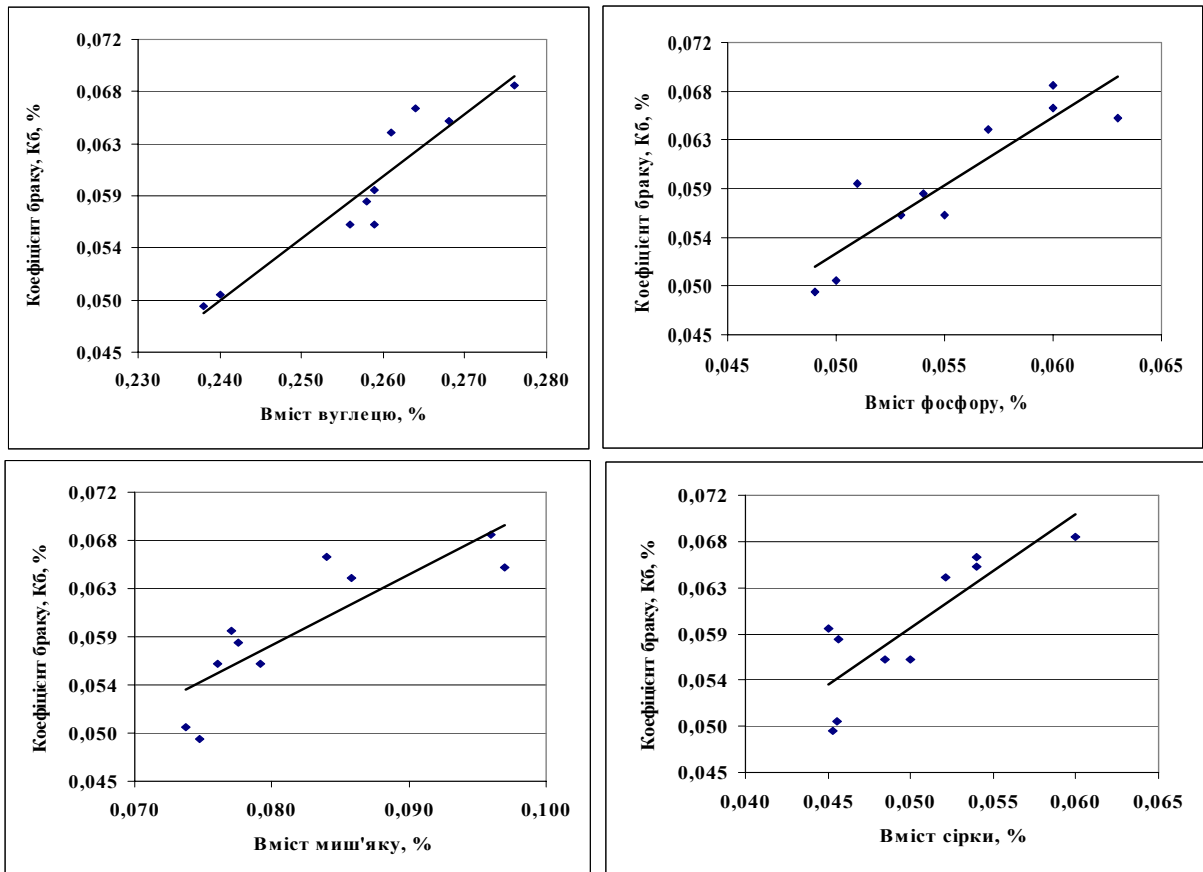 Коефіцієнт браку, Кб, %
0,072
0,068
0,063
0,059
0,054
0,050
0,045
0,230 0,240 0,250 0,260 0,270 0,280
Вміст вуглецю, %
Коефіцієнт браку, Кб, %
0,072
0,068
0,063
0,059
0,054
0,050
0,045
0,045 0,050 0,055 0,060 0,065
Вміст фосфору, %
Коефіцієнт браку, Кб, %
0,072
0,068
0,063
0,059
0,054
0,050
0,045
0,070 0,080 0,090 0,100
Вміст миш'яку, %
Коефіцієнт браку, Кб, %
0,072
0,068
0,063
0,059
0,054
0,050
0,045
0,040 0,045 0,050 0,055 0,060 0,065
Вміст сірки, %